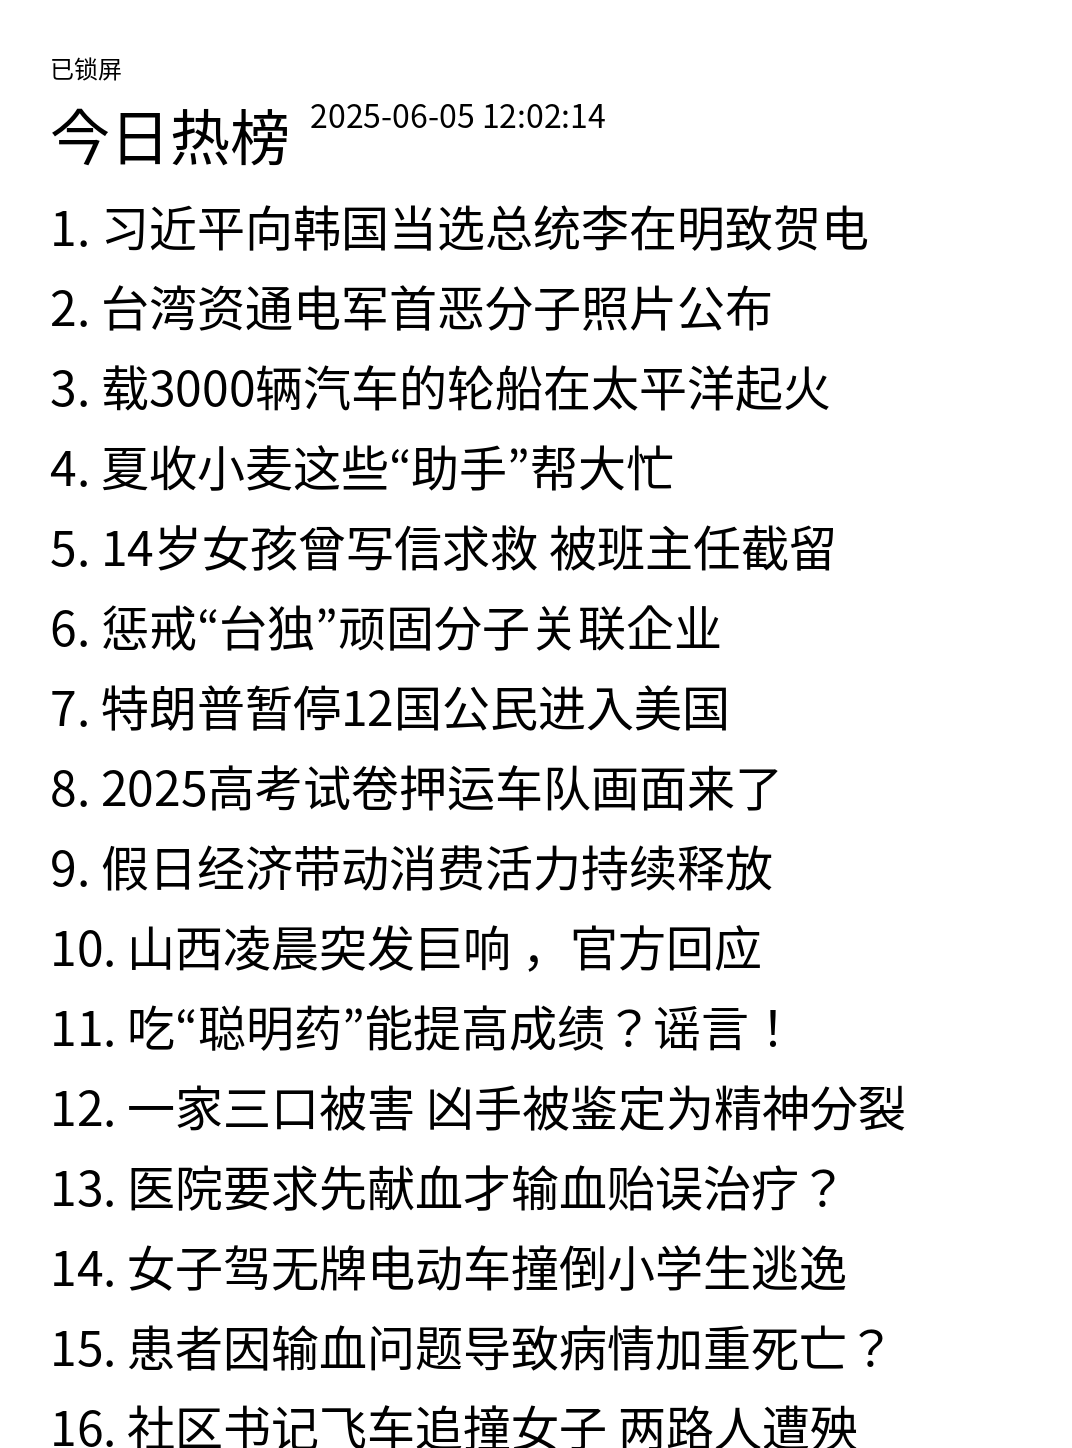 已锁屏
今日热榜 2025-06-05 12:02:14
1. 习近平向韩国当选总统李在明致贺电
2. 台湾资通电军首恶分子照片公布
3. 载3000辆汽车的轮船在太平洋起火
4. 夏收小麦这些“助手”帮大忙
5. 14岁女孩曾写信求救 被班主任截留
6. 惩戒“台独”顽固分子关联企业
7. 特朗普暂停12国公民进入美国
8. 2025高考试卷押运车队画面来了
9. 假日经济带动消费活力持续释放
10. 山西凌晨突发巨响，官方回应
11. 吃“聪明药”能提高成绩？谣言！
12. 一家三口被害 凶手被鉴定为精神分裂
13. 医院要求先献血才输血贻误治疗？
14. 女子驾无牌电动车撞倒小学生逃逸
15. 患者因输血问题导致病情加重死亡？
16. 社区书记飞车追撞女子 两路人遭殃